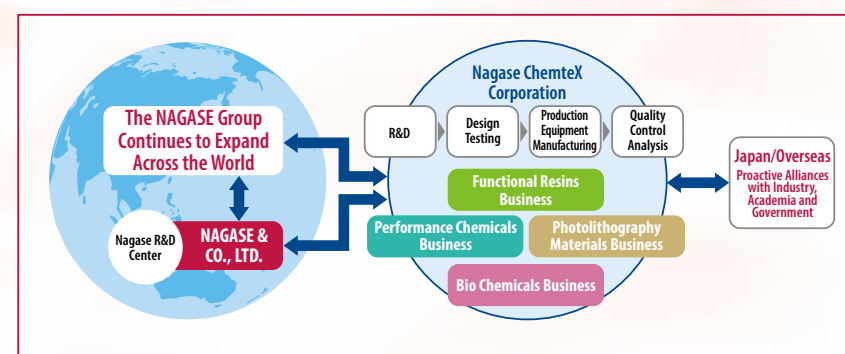 The NAGASE Group
Continues to Expand
Across the World
Nagase R&D
Center
NAGASE &
CO., LTD.
Nagase ChemteX
Corporation
R&D
Design
Testing
Production
Equipment
Manufacturing
Quality
Control
Analysis
Functional Resins
Business
Performance Chemicals
Business
Photolithography
Materials Business
Bio Chemicals Business
Japan/Overseas
Proactive Alliances
with Industry,
Academia and
Government